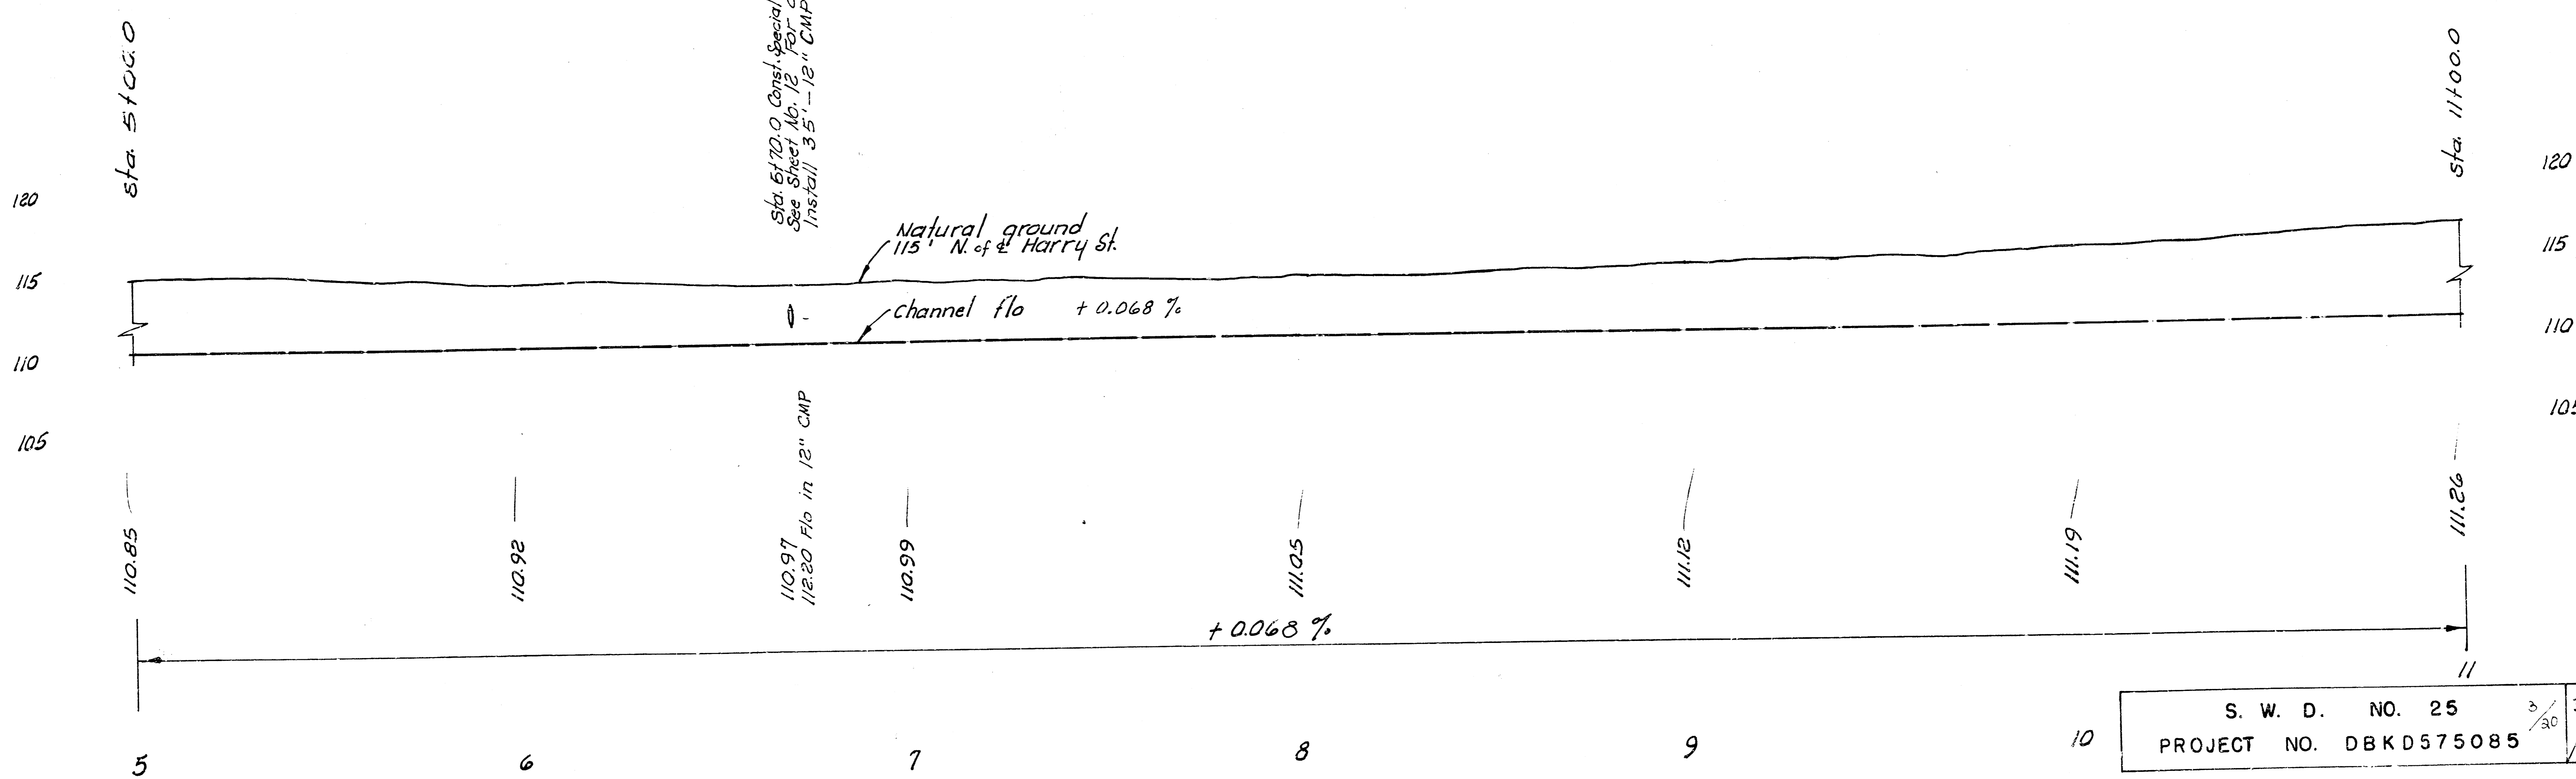 sta. 5+00.0
Sta. 6+70.0 Const. Special
See Sheet No. 12 For
Install 35' - 12" CMP
sta. 11+00.0
120
120
Natural ground
115' N. of ℄ Harry St.
115
115
Channel flo + 0.068 %
110
110
105
105
110.85
110.92
110.97
112.20 Flo in 12" CMP
110.99
111.05
111.12
111.19
111.26
+ 0.068 %
5
6
7
8
9
10
11
S. W. D. NO. 25 3/20
PROJECT NO. DBKD575085